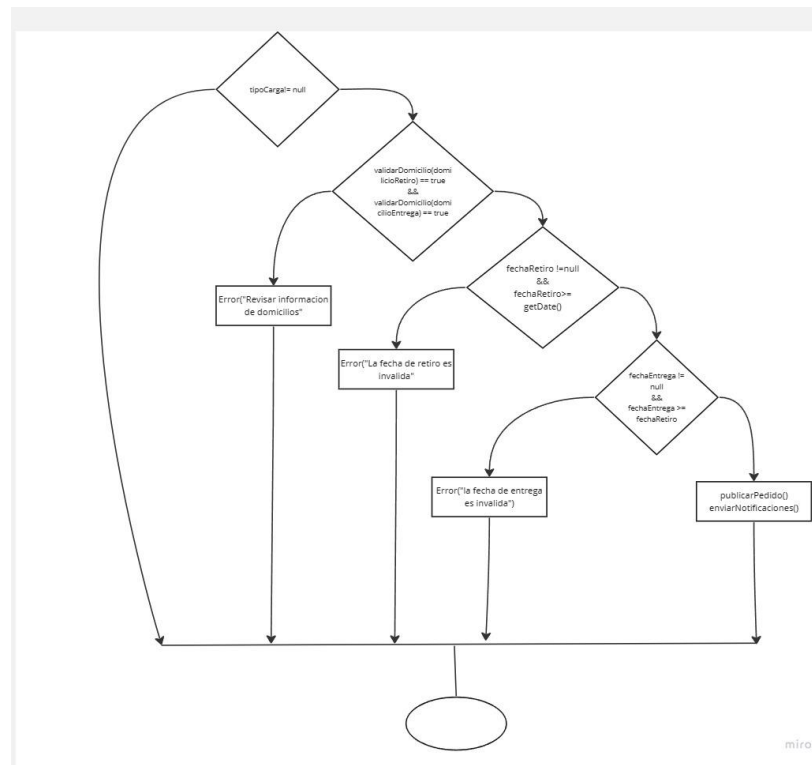 tipoCarga!= null
validarDomicilio(domi
licioRetiro) == true
&&
validarDomicilio(domi
cilioEntrega) == true
fechaRetiro !=null
&&
fechaRetiro>=
getDate()
Error("Revisar informacion
de domicilios"
Error("La fecha de retiro es
invalida"
fechaEntrega !=
null
&&
fechaEntrega >=
fechaRetiro
Error("la fecha de entrega
es invalida")
publicarPedido()
enviarNotificaciones()
miro